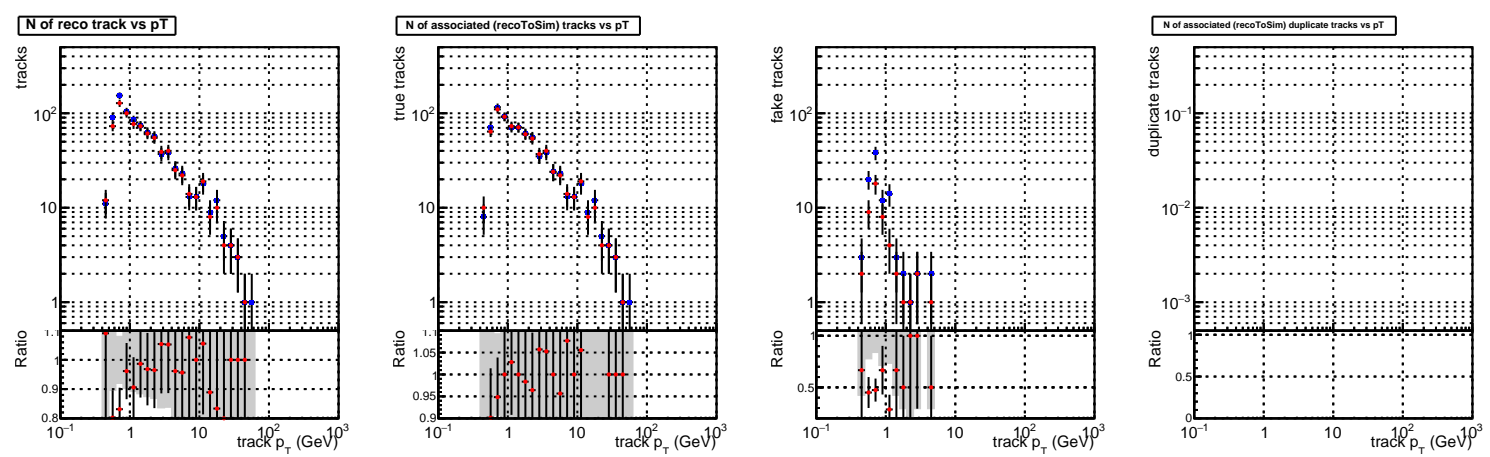 N of reco track vs pT
tracks
10²
10
1
Ratio
1.1
1
0.9
0.8
10⁻¹ 1 10 10² 10³
track p_T (GeV)
N of associated (recoToSim) tracks vs pT
true tracks
10²
10
1
Ratio
1.1
1.05
1
0.95
0.9
10⁻¹ 1 10 10² 10³
track p_T (GeV)
fake tracks
10²
10
1
Ratio
1
0.5
10⁻¹ 1 10 10² 10³
track p_T (GeV)
N of associated (recoToSim) duplicate tracks vs pT
duplicate tracks
10⁻¹
10⁻²
10⁻³
Ratio
1
0.5
0
10⁻¹ 1 10 10² 10³
track p_T (GeV)